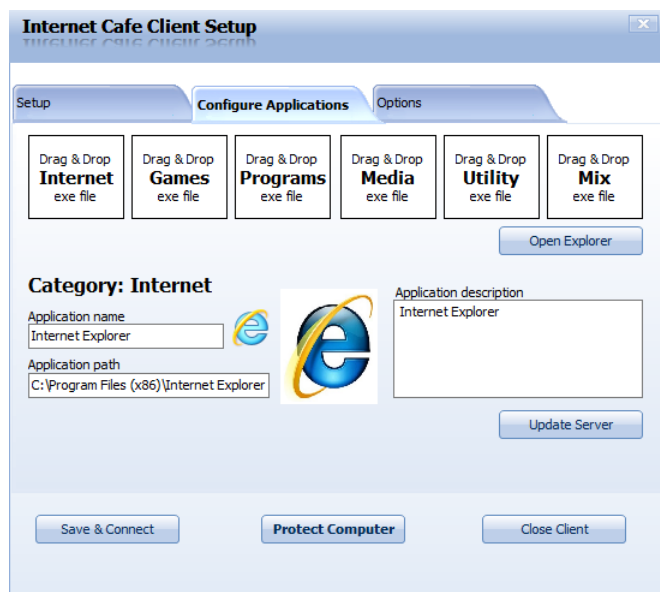 Internet Cafe Client Setup
Setup
Configure Applications
Options
Drag & Drop
Internet
exe file
Drag & Drop
Games
exe file
Drag & Drop
Programs
exe file
Drag & Drop
Media
exe file
Drag & Drop
Utility
exe file
Drag & Drop
Mix
exe file
Open Explorer
Category: Internet
Application name
Internet Explorer
Application path
C:\Program Files (x86)\Internet Explorer
Application description
Internet Explorer
Update Server
Save & Connect
Protect Computer
Close Client